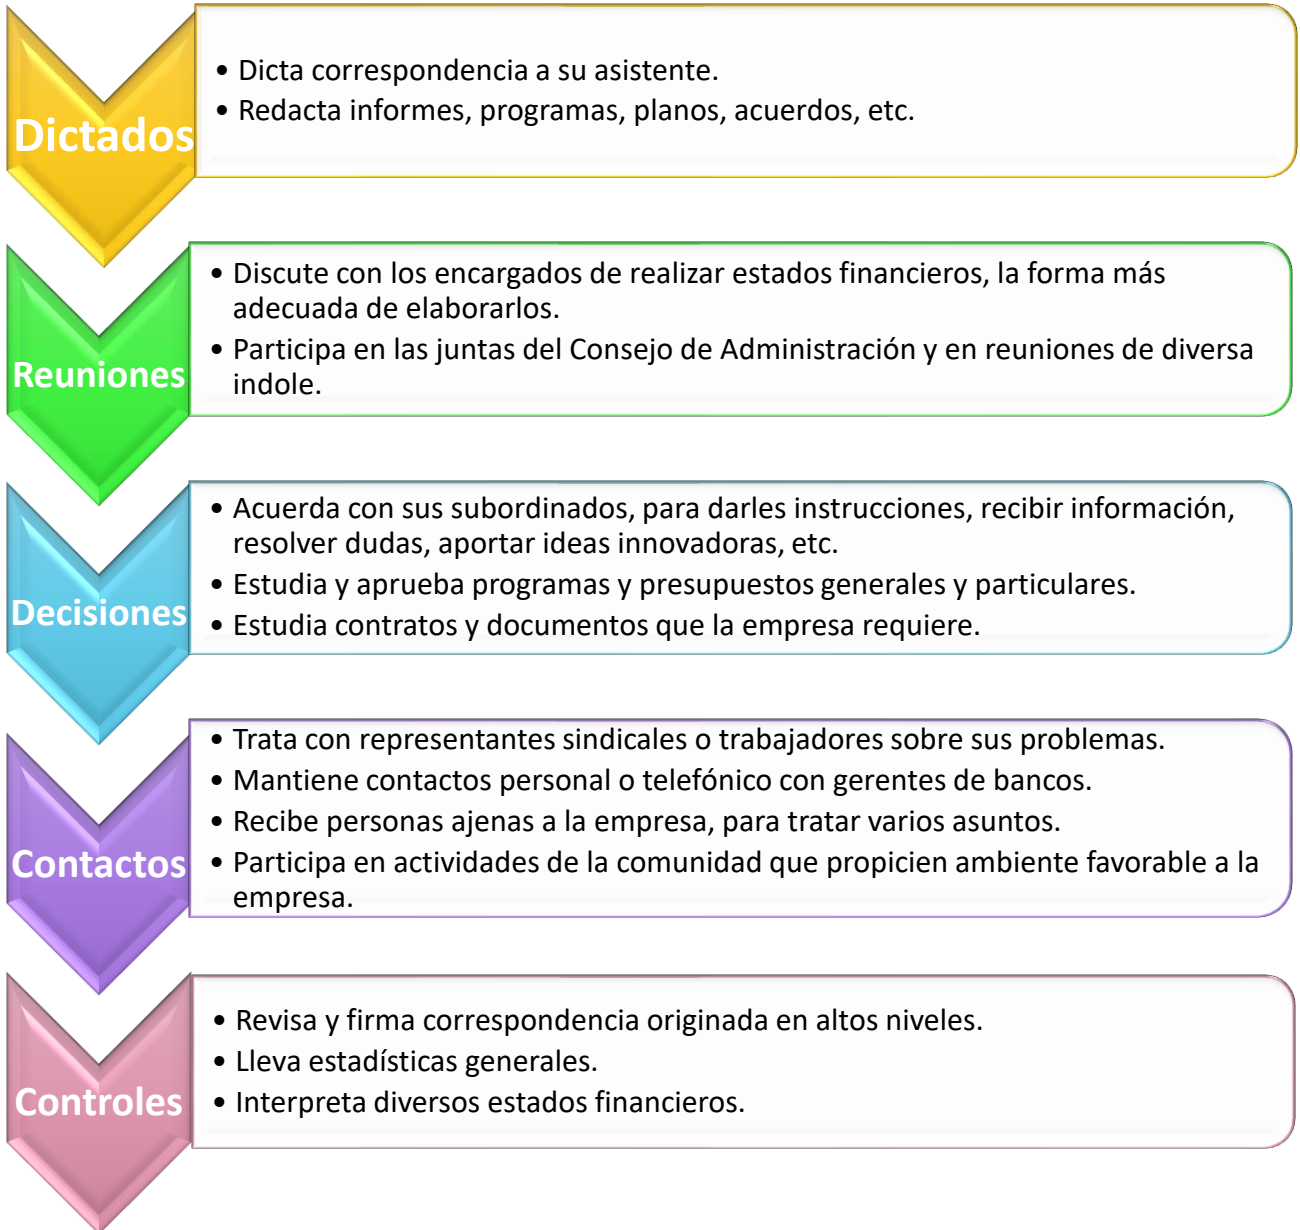 Dictados
• Dicta correspondencia a su asistente.
• Redacta informes, programas, planos, acuerdos, etc.
Reuniones
• Discute con los encargados de realizar estados financieros, la forma más
adecuada de elaborarlos.
• Participa en las juntas del Consejo de Administración y en reuniones de diversa
indole.
Decisiones
• Acuerda con sus subordinados, para darles instrucciones, recibir información,
resolver dudas, aportar ideas innovadoras, etc.
• Estudia y aprueba programas y presupuestos generales y particulares.
• Estudia contratos y documentos que la empresa requiere.
Contactos
• Trata con representantes sindicales o trabajadores sobre sus problemas.
• Mantiene contactos personal o telefónico con gerentes de bancos.
• Recibe personas ajenas a la empresa, para tratar varios asuntos.
• Participa en actividades de la comunidad que propicien ambiente favorable a la
empresa.
Controles
• Revisa y firma correspondencia originada en altos niveles.
• Lleva estadísticas generales.
• Interpreta diversos estados financieros.